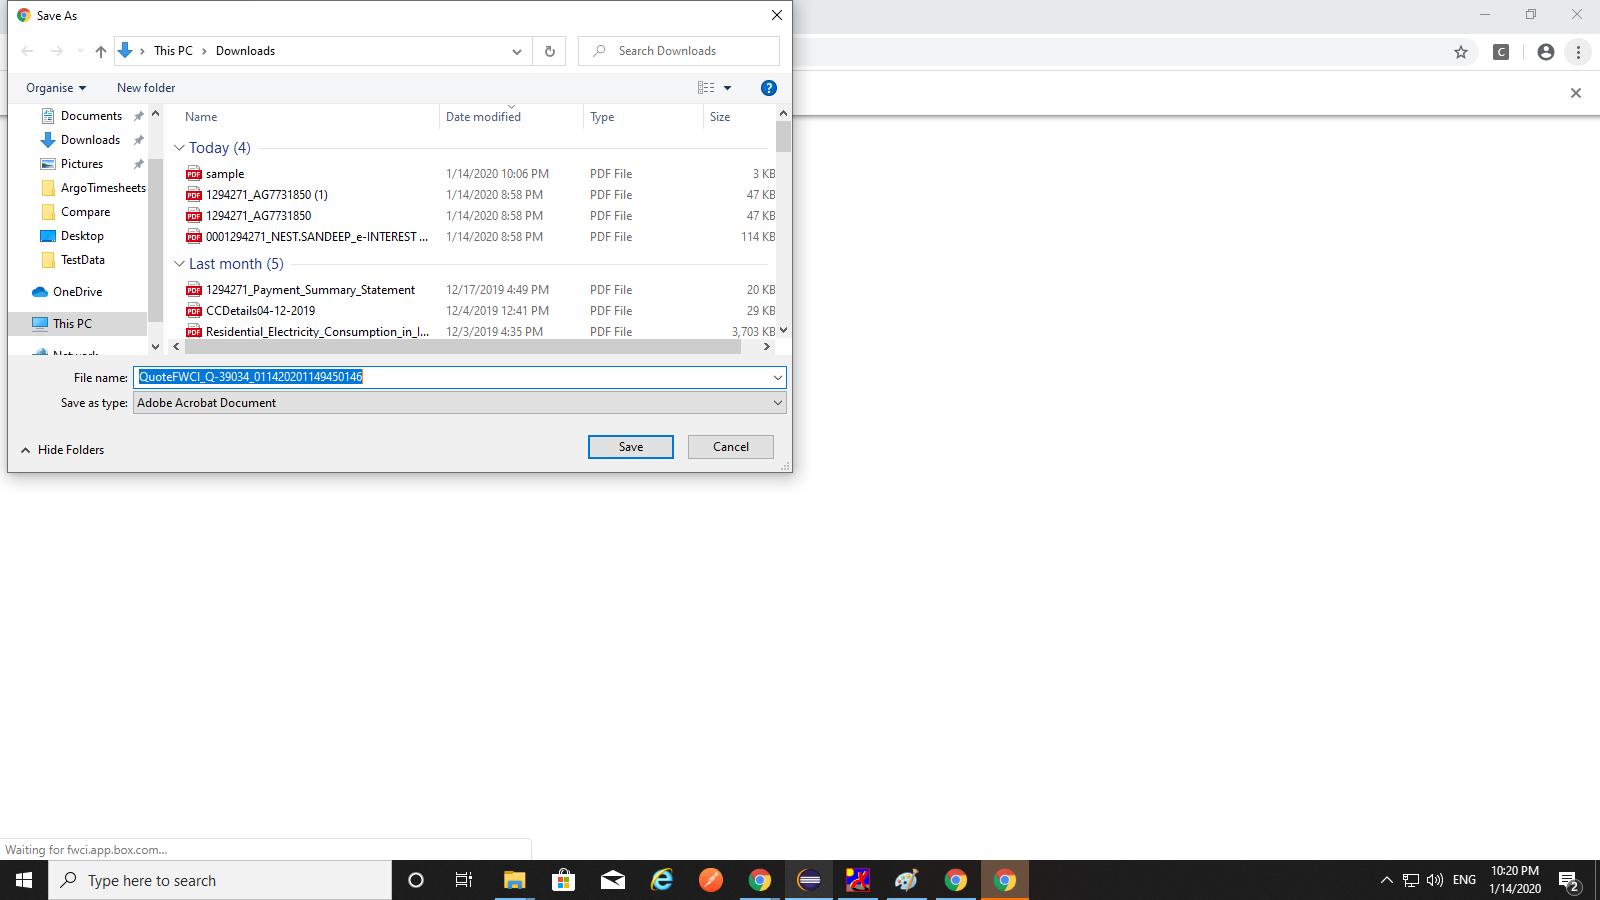 Save As
This PC > Downloads
Search Downloads
Organise
New folder
Documents
Downloads
Pictures
ArgoTimesheets
Compare
Desktop
TestData
OneDrive
This PC
Network
Name Date modified Type Size
Today (4)
sample 1/14/2020 10:06 PM PDF File 3 KB
1294271_AG7731850 (1) 1/14/2020 8:58 PM PDF File 47 KB
1294271_AG7731850 1/14/2020 8:58 PM PDF File 47 KB
0001294271_NEST.SANDEEP_e-INTEREST ... 1/14/2020 8:58 PM PDF File 114 KB
Last month (5)
1294271_Payment_Summary_Statement 12/17/2019 4:49 PM PDF File 20 KB
CCDetails04-12-2019 12/4/2019 12:41 PM PDF File 29 KB
Residential_Electricity_Consumption_in_I... 12/3/2019 4:35 PM PDF File 3,703 KB
File name: QuoteFWCI_Q-39034_011420201149450146
Save as type: Adobe Acrobat Document
Hide Folders
Save
Cancel
C
Waiting for fwci.app.box.com...
Type here to search
ENG
10:20 PM
1/14/2020
2